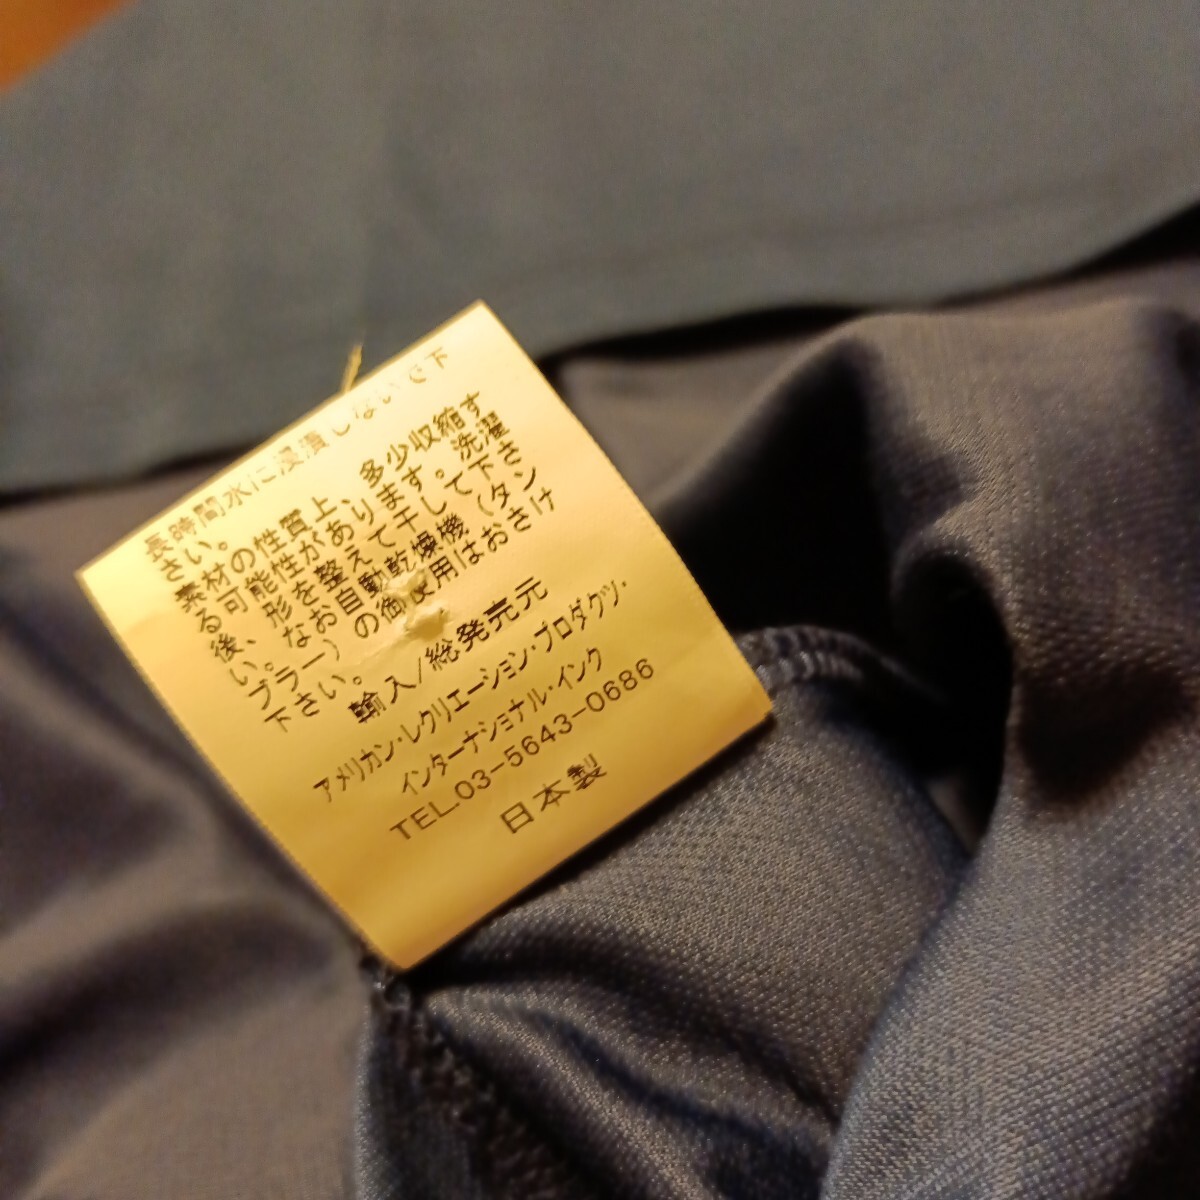 長時間水に浸漬しないで下
さい。
素材の性質上、多少収縮す
る可能性があります。洗濯
後、形を整えて干して下さ
い。なお自動乾燥機(タン
ブラー)の御使用はおさけ
下さい。
輸入/総発売元
アメリカン・レクリエーション・プロダクツ・
インターナショナル・インク
TEL.03-5643-0686
日本製